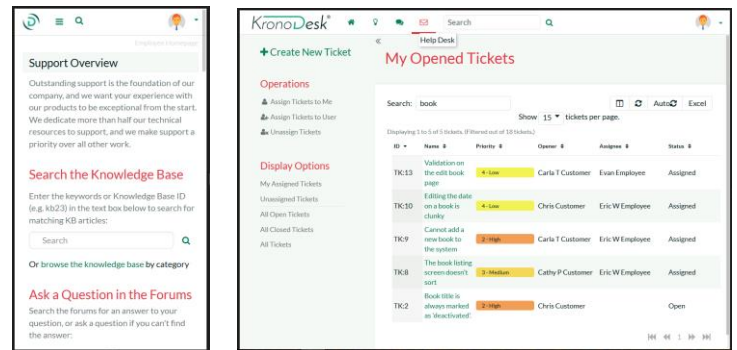 Employee Homepage
Support Overview
Outstanding support is the foundation of our
company, and we want your experience with
our products to be exceptional from the start.
We dedicate more than half our technical
resources to support, and we make support a
priority over all other work.
Search the Knowledge Base
Enter the keywords or Knowledge Base ID
(e.g. kb23) in the text box below to search for
matching KB articles:
Search
Or browse the knowledge base by category
Ask a Question in the Forums
Search the forums for an answer to your
question, or ask a question if you can't find
the answer:
KronoDesk
Search
Help Desk
Create New Ticket
Operations
Assign Tickets to Me
Assign Tickets to User
Unassign Tickets
Display Options
My Assigned Tickets
Unassigned Tickets
All Open Tickets
All Closed Tickets
All Tickets
My Opened Tickets
Search: book Auto Excel
Show 15 tickets per page.
Displaying 1 to 5 of 5 tickets. (Filtered out of 18 tickets.)
ID Name Priority Opener Assignee Status
TK:13 Validation on the edit book page 4 - Low Carla T Customer Evan Employee Assigned
TK:10 Editing the date on a book is clunky 4 - Low Chris Customer Eric W Employee Assigned
TK:9 Cannot add a new book to the system 2 - High Carla T Customer Eric W Employee Assigned
TK:8 The book listing screen doesn't sort 3 - Medium Cathy P Customer Eric W Employee Assigned
TK:2 Book title is always marked as 'deactivated'. 2 - High Chris Customer Open
1